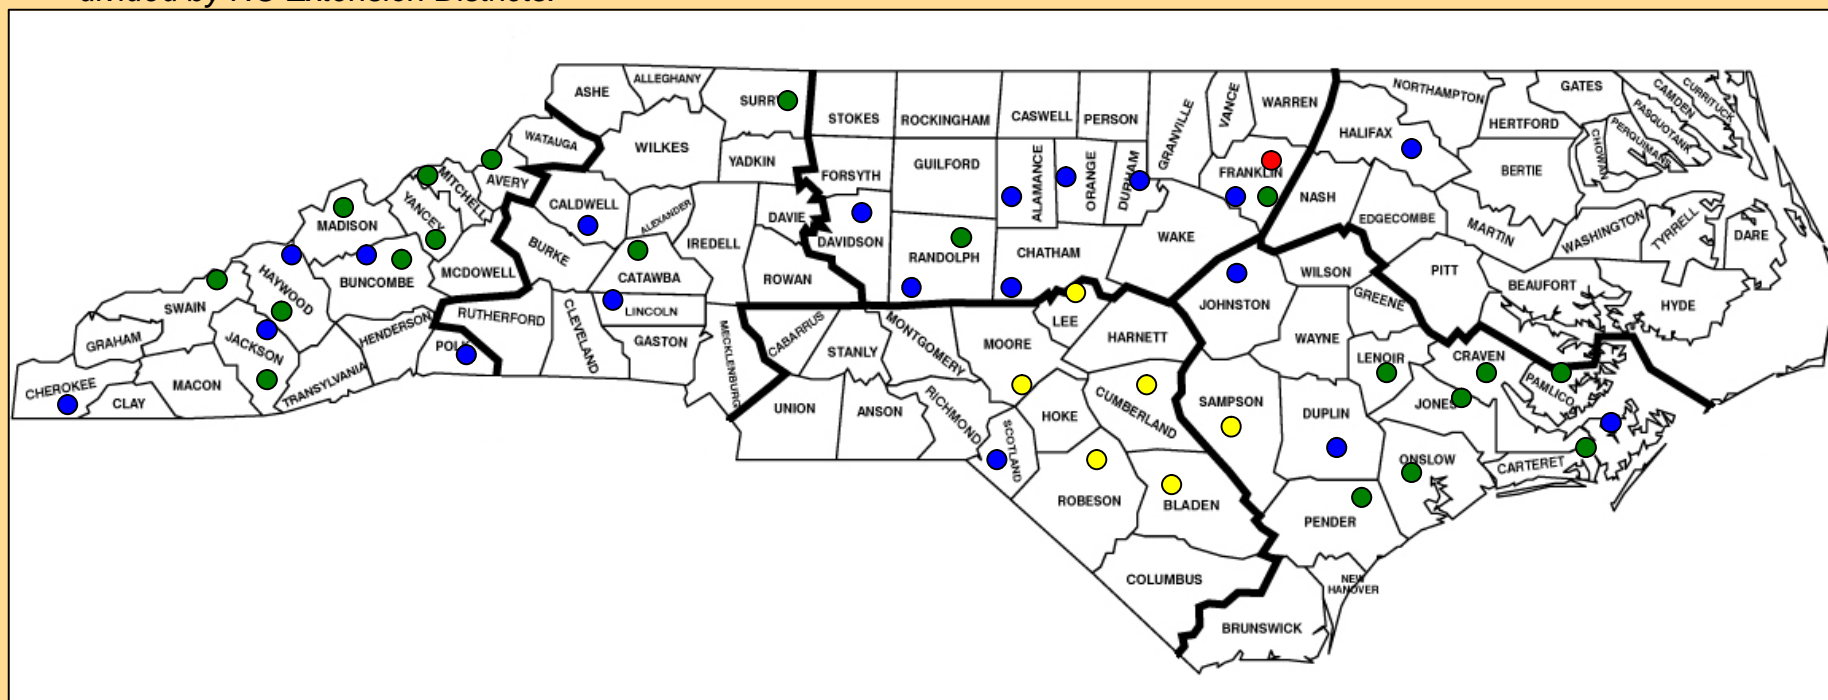 divided by NC Extension Districts.
ASHE
ALLEGHANY
SURRY
STOKES
ROCKINGHAM
CASWELL
PERSON
GRANVILLE
VANCE
WARREN
NORTHAMPTON
GATES
CURRITUCK
CAMDEN
PASQUOTANK
PERQUIMANS
CHOWAN
HERTFORD
HALIFAX
BERTIE
WATAUGA
WILKES
YADKIN
FORSYTH
GUILFORD
ALAMANCE
ORANGE
DURHAM
FRANKLIN
NASH
EDGECOMBE
MARTIN
WASHINGTON
TYRRELL
DARE
MITCHELL
AVERY
YANCEY
MADISON
CALDWELL
ALEXANDER
IREDELL
DAVIE
DAVIDSON
RANDOLPH
CHATHAM
WAKE
WILSON
PITT
BEAUFORT
HYDE
BURKE
MCDOWELL
BUNCOMBE
HAYWOOD
SWAIN
CATAWBA
ROWAN
JOHNSTON
GREENE
LINCOLN
RUTHERFORD
CLEVELAND
GASTON
MECKLENBURG
CABARRUS
STANLY
MONTGOMERY
MOORE
LEE
HARNETT
WAYNE
LENOIR
CRAVEN
PAMLICO
JONES
GRAHAM
JACKSON
HENDERSON
POLK
TRANSYLVANIA
MACON
CHEROKEE
CLAY
UNION
ANSON
RICHMOND
SCOTLAND
HOKE
CUMBERLAND
SAMPSON
DUPLIN
ONSLOW
CARTERET
ROBESON
BLADEN
PENDER
COLUMBUS
NEW
HANOVER
BRUNSWICK